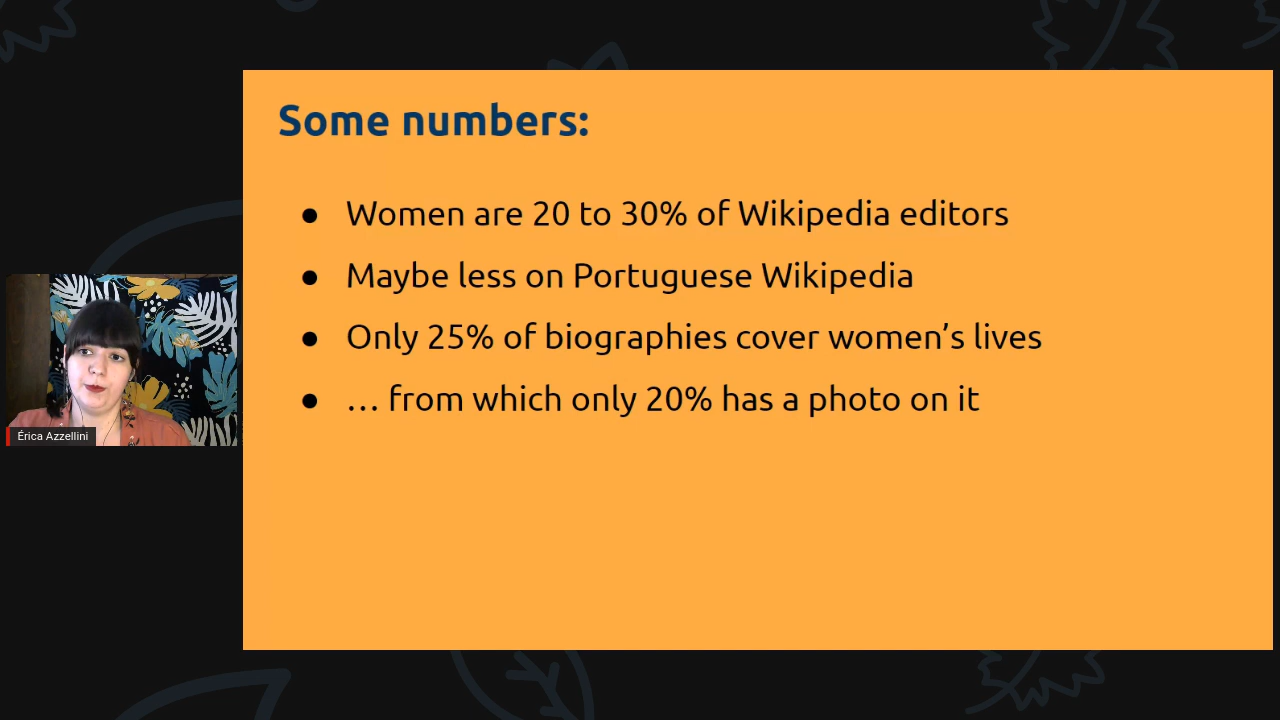 Some numbers:
● Women are 20 to 30% of Wikipedia editors
● Maybe less on Portuguese Wikipedia
● Only 25% of biographies cover women’s lives
● … from which only 20% has a photo on it
Érica Azzellini